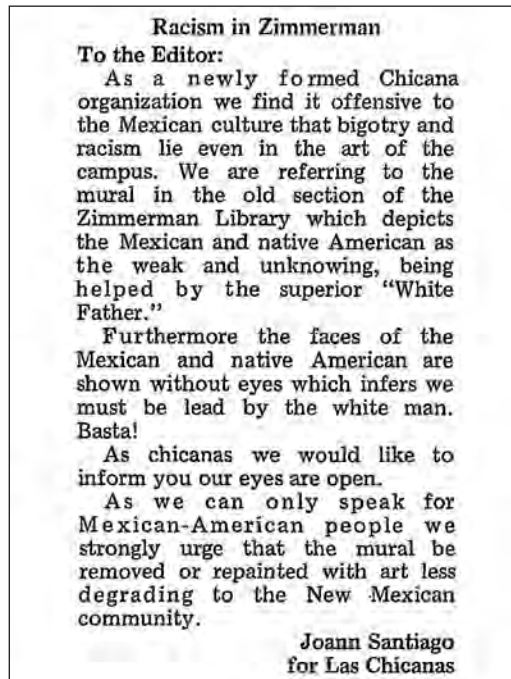 Racism in Zimmerman
To the Editor:
As a newly formed Chicana
organization we find it offensive to
the Mexican culture that bigotry and
racism lie even in the art of the
campus. We are referring to the
mural in the old section of the
Zimmerman Library which depicts
the Mexican and native American as
the weak and unknowing, being
helped by the superior “White
Father.”
Furthermore the faces of the
Mexican and native American are
shown without eyes which infers we
must be lead by the white man.
Basta!
As chicanas we would like to
inform you our eyes are open.
As we can only speak for
Mexican-American people we
strongly urge that the mural be
removed or repainted with art less
degrading to the New Mexican
community.
Joann Santiago
for Las Chicanas